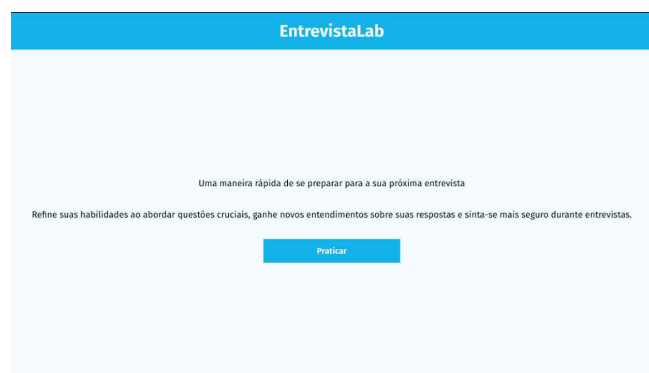 EntrevistaLab
Uma maneira rápida de se preparar para a sua próxima entrevista
Refine suas habilidades ao abordar questões cruciais, ganhe novos entendimentos sobre suas respostas e sinta-se mais seguro durante entrevistas.
Praticar